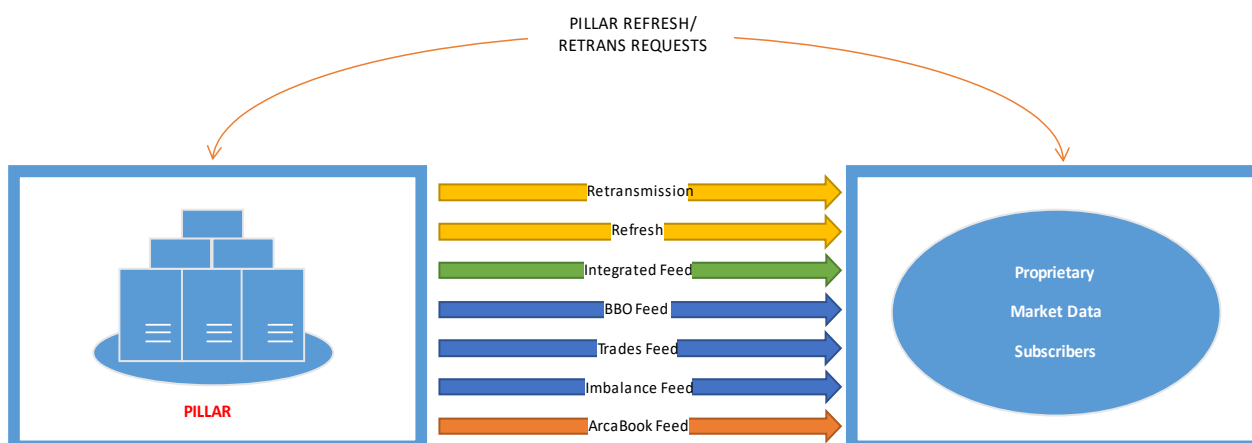 PILLAR REFRESH/
RETRANS REQUESTS
Retransmission
Refresh
Integrated Feed
BBO Feed
Trades Feed
Imbalance Feed
ArcaBook Feed
PILLAR
Proprietary
Market Data
Subscribers